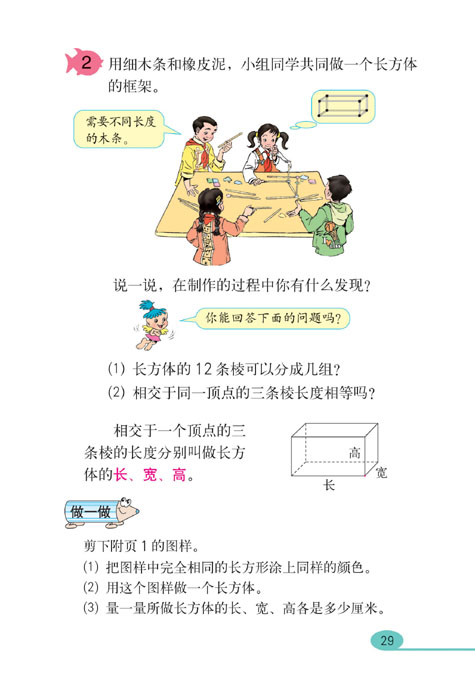 2 用细木条和橡皮泥，小组同学共同做一个长方体
的框架。
需要不同长度
的木条。
说一说，在制作的过程中你有什么发现？
你能回答下面的问题吗？
(1) 长方体的 12 条棱可以分成几组？
(2) 相交于同一顶点的三条棱长度相等吗？
相交于一个顶点的三
条棱的长度分别叫做长方
体的长、宽、高。
高
宽
长
做一做
剪下附页 1 的图样。
(1) 把图样中完全相同的长方形涂上同样的颜色。
(2) 用这个图样做一个长方体。
(3) 量一量所做长方体的长、宽、高各是多少厘米。
29